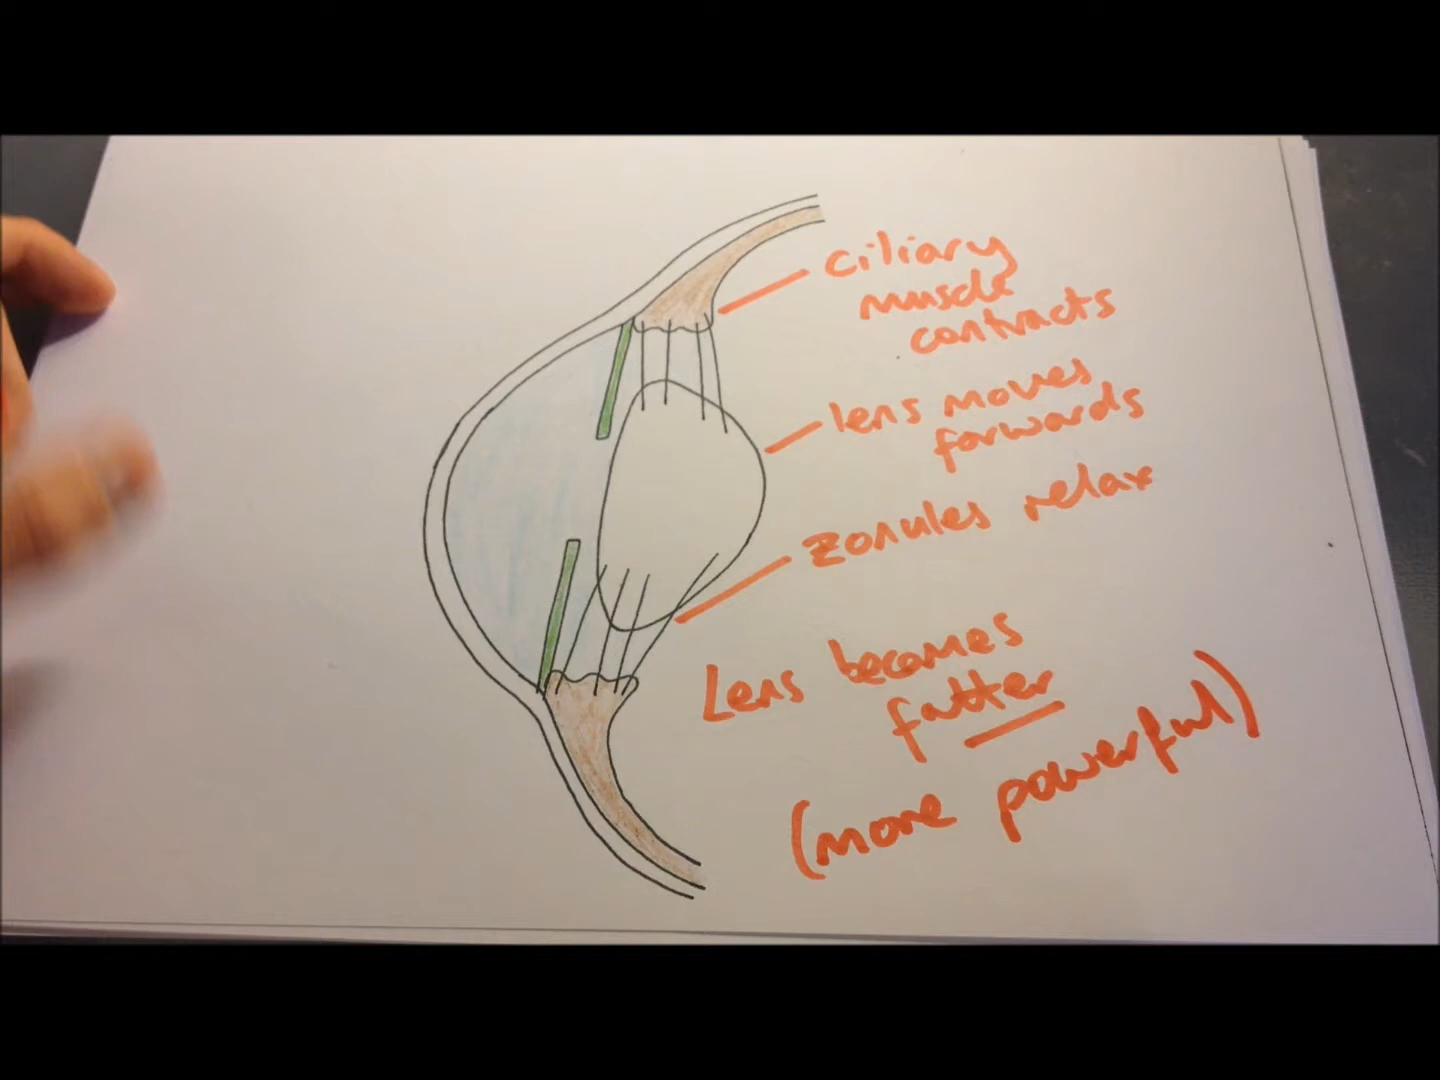 ciliary
muscle
contracts
lens moves
forwards
zonules relax
Lens becomes
fatter
(more powerful)